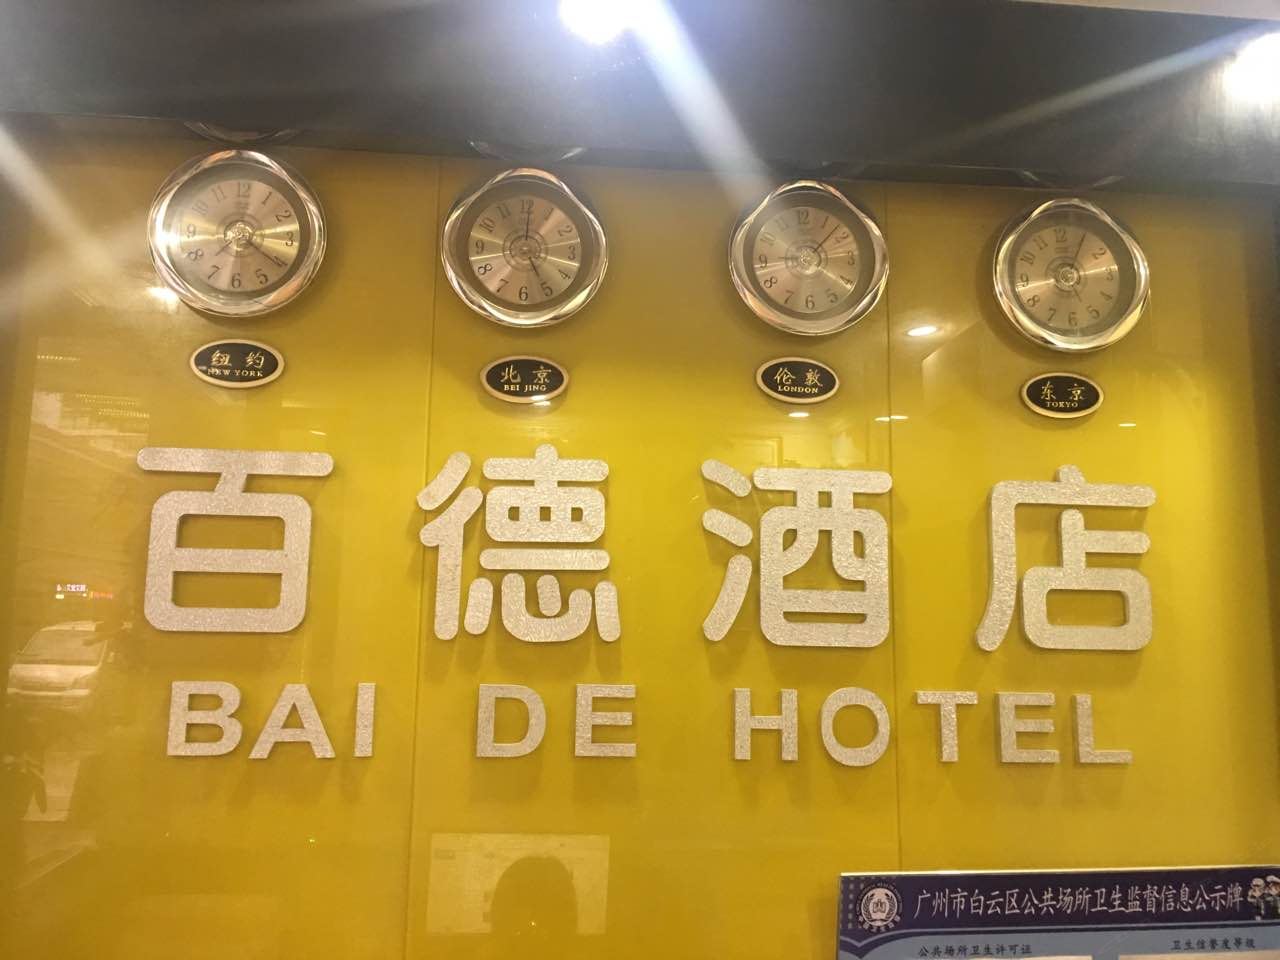 纽约
NEW YORK
北京
BEI JING
伦敦
LONDON
东京
TOKYO
百德酒店
BAI DE HOTEL
广州市白云区公共场所卫生监督信息公示牌
公共场所卫生许可证
卫生信誉度等级